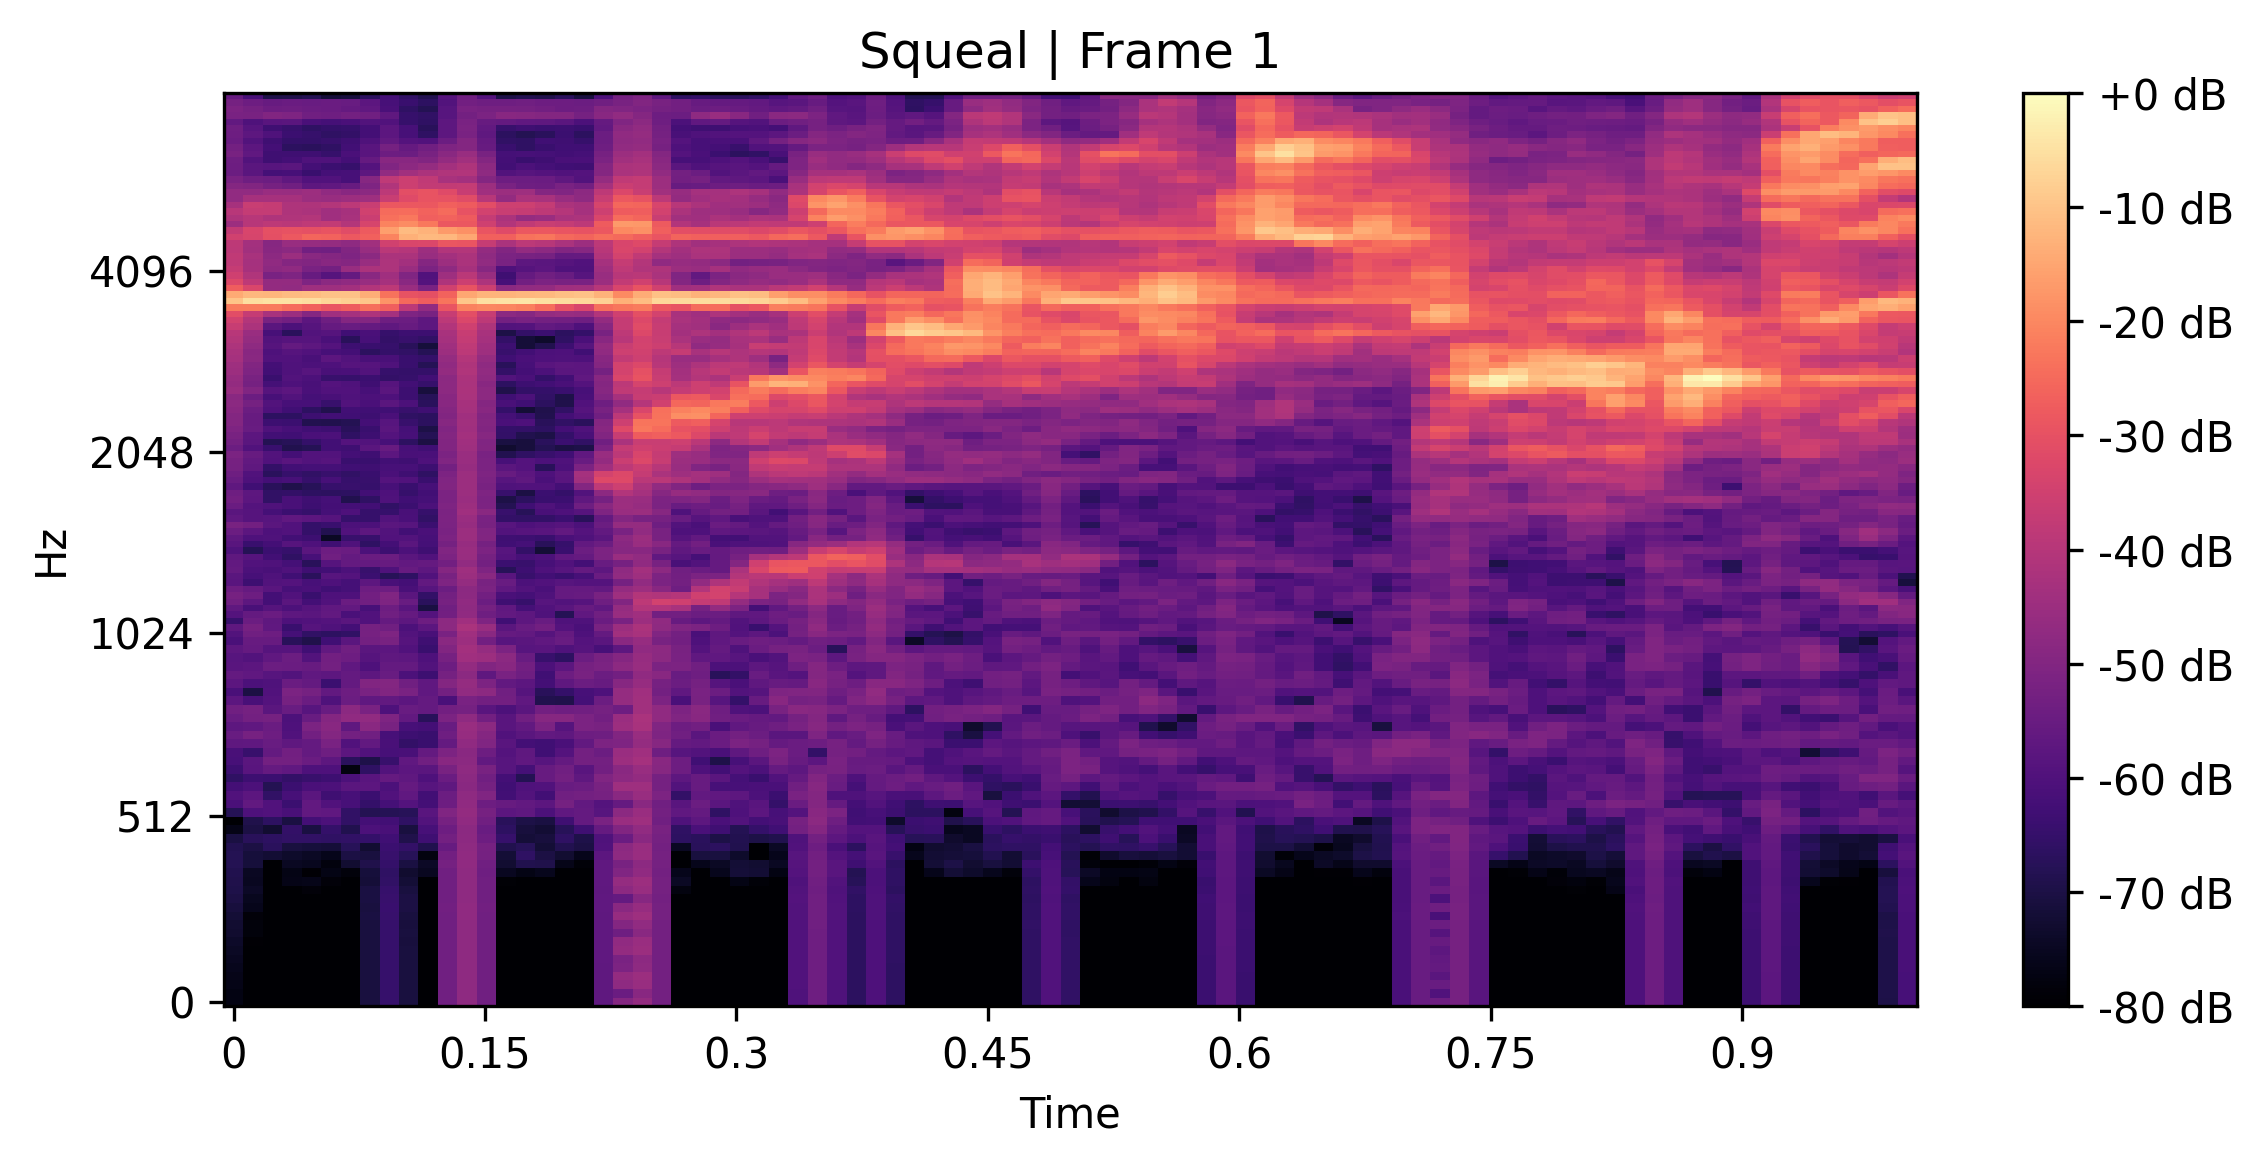 Squeal | Frame 1
Hz
4096
2048
1024
512
0
0 0.15 0.3 0.45 0.6 0.75 0.9
Time
+0 dB
-10 dB
-20 dB
-30 dB
-40 dB
-50 dB
-60 dB
-70 dB
-80 dB